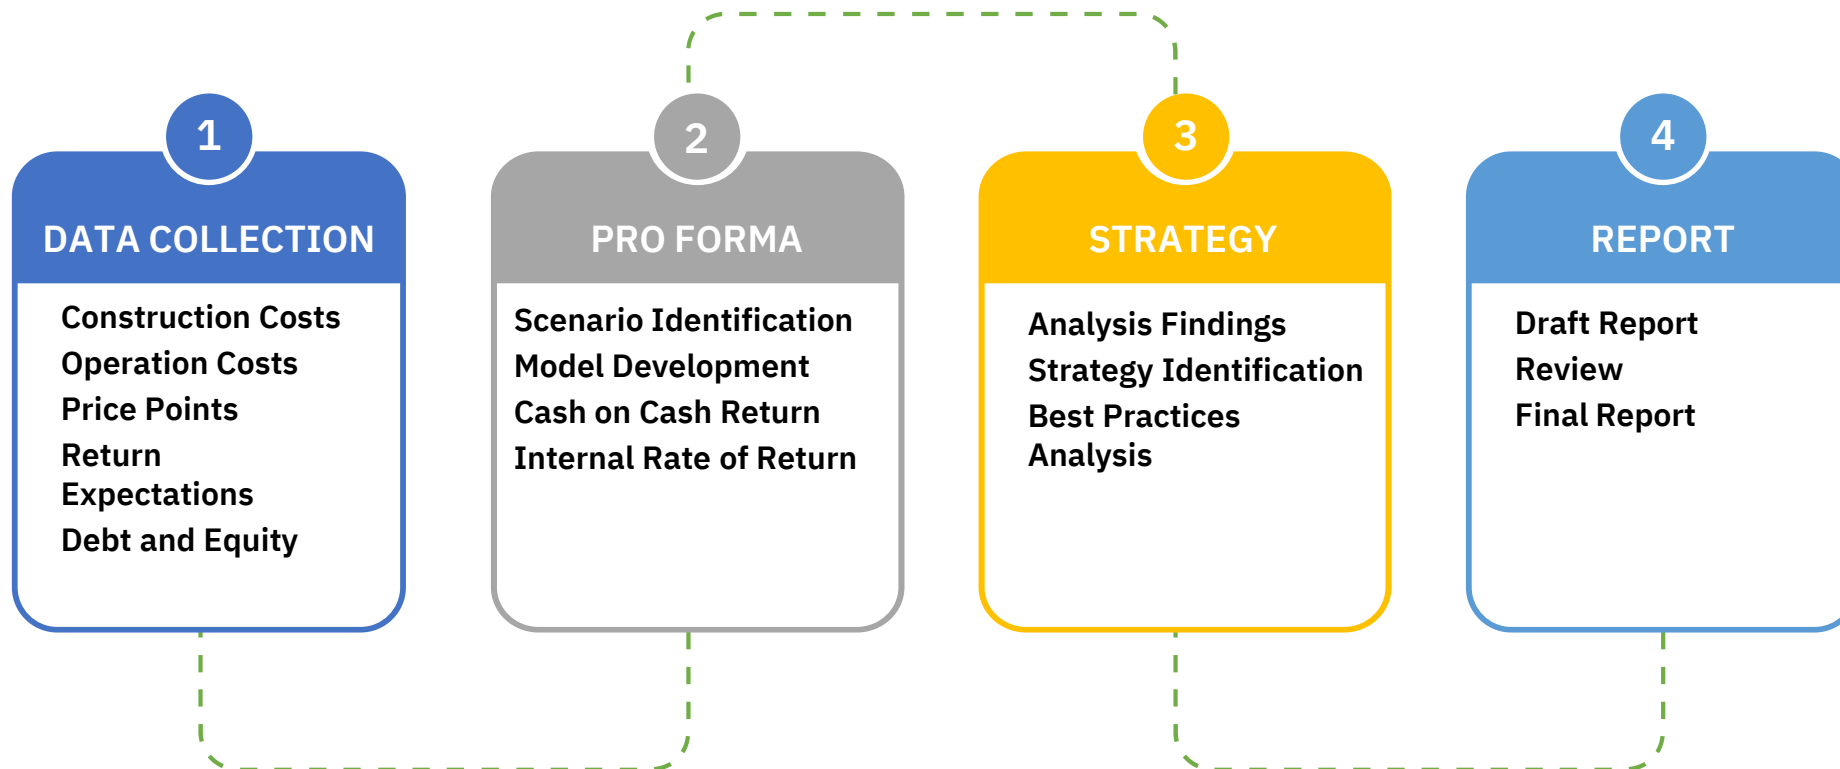 1
DATA COLLECTION
Construction Costs
Operation Costs
Price Points
Return
Expectations
Debt and Equity
2
PRO FORMA
Scenario Identification
Model Development
Cash on Cash Return
Internal Rate of Return
3
STRATEGY
Analysis Findings
Strategy Identification
Best Practices
Analysis
4
REPORT
Draft Report
Review
Final Report